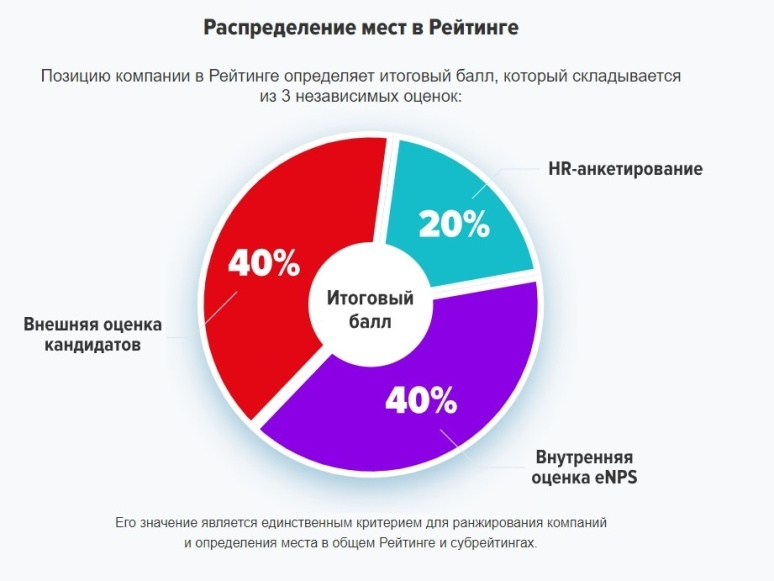 Распределение мест в Рейтинге
Позицию компании в Рейтинге определяет итоговый балл, который складывается
из 3 независимых оценок:
HR-анкетирование
20%
40%
Итоговый
балл
Внешняя оценка
кандидатов
40%
Внутренняя
оценка eNPS
Его значение является единственным критерием для ранжирования компаний
и определения места в общем Рейтинге и субрейтингах.